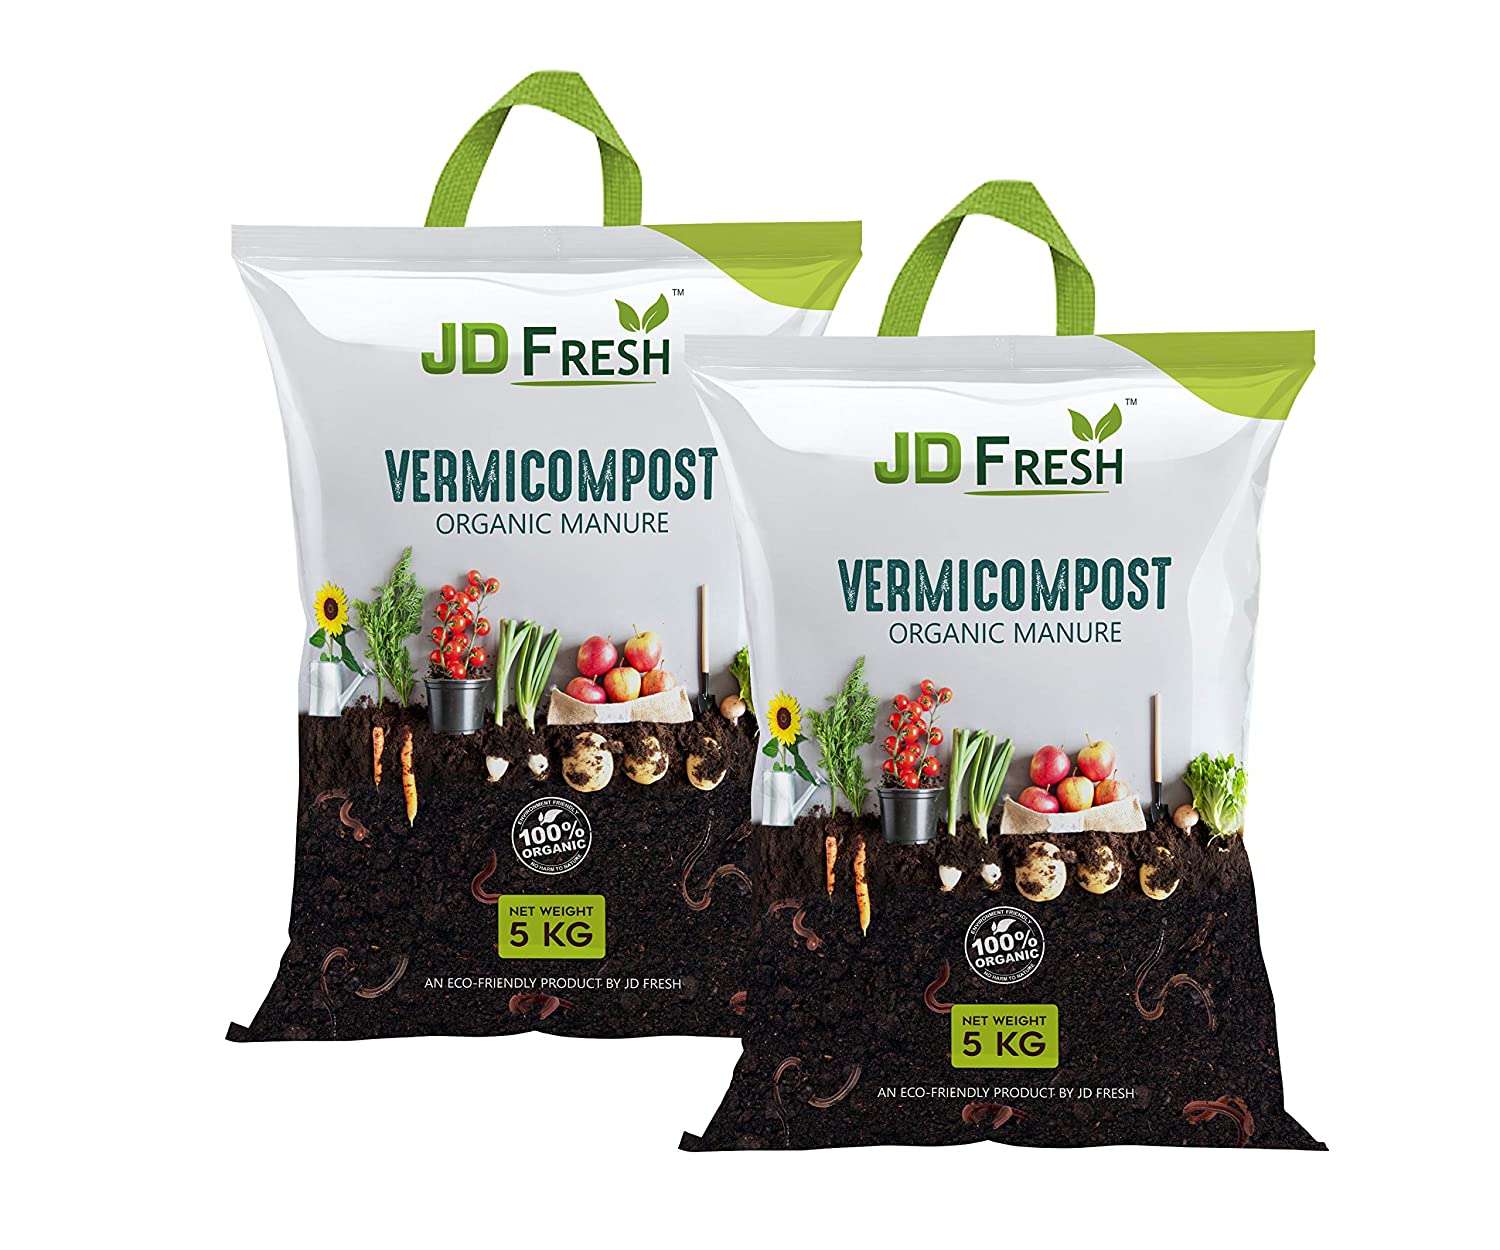 JD FRESH ™
VERMICOMPOST
ORGANIC MANURE
ENVIRONMENT FRIENDLY
100%
ORGANIC
NO HARM TO NATURE
NET WEIGHT
5 KG
AN ECO-FRIENDLY PRODUCT BY JD FRESH
JD FRESH ™
VERMICOMPOST
ORGANIC MANURE
ENVIRONMENT FRIENDLY
100%
ORGANIC
NO HARM TO NATURE
NET WEIGHT
5 KG
AN ECO-FRIENDLY PRODUCT BY JD FRESH